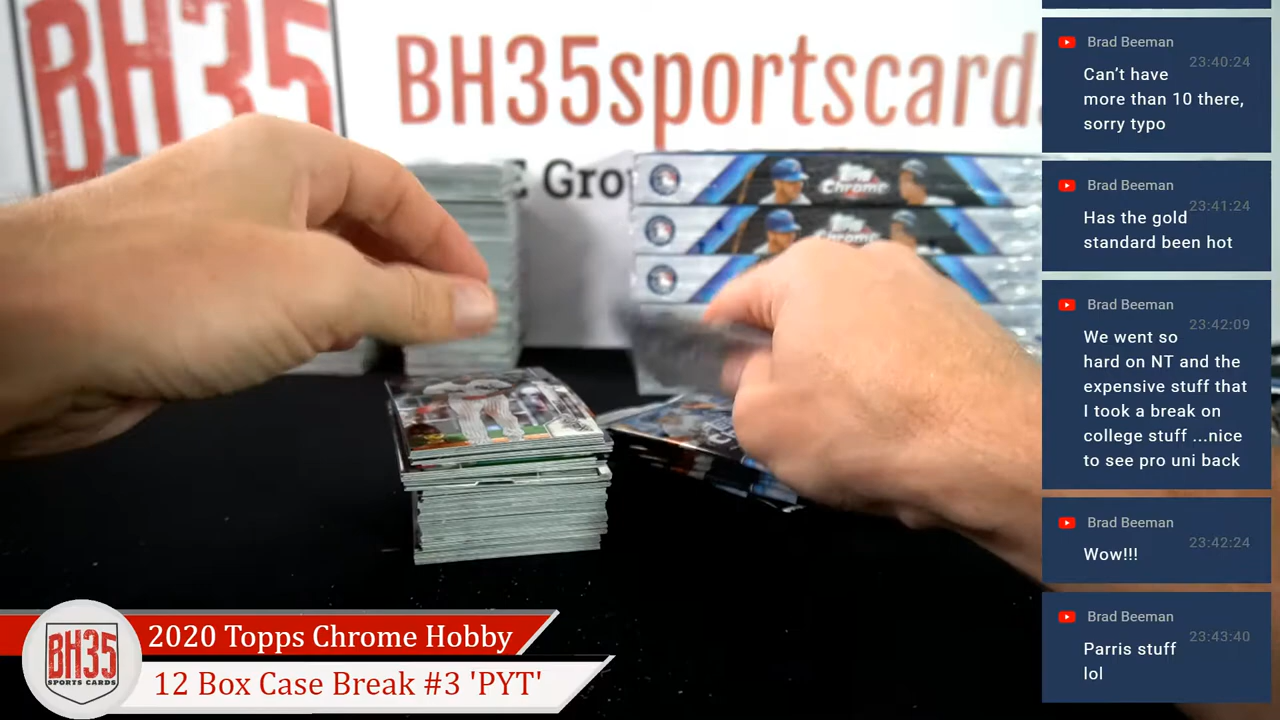 BH35
BH35sportscard
E Gro
Topps
Chrome
Topps
Chrome
Brad Beeman
23:40:24
Can't have
more than 10 there,
sorry typo
Brad Beeman
23:41:24
Has the gold
standard been hot
Brad Beeman
23:42:09
We went so
hard on NT and the
expensive stuff that
I took a break on
college stuff ...nice
to see pro uni back
Brad Beeman
23:42:24
Wow!!!
Brad Beeman
23:43:40
Parris stuff
lol
BH35
SPORTS CARDS
2020 Topps Chrome Hobby
12 Box Case Break #3 'PYT'